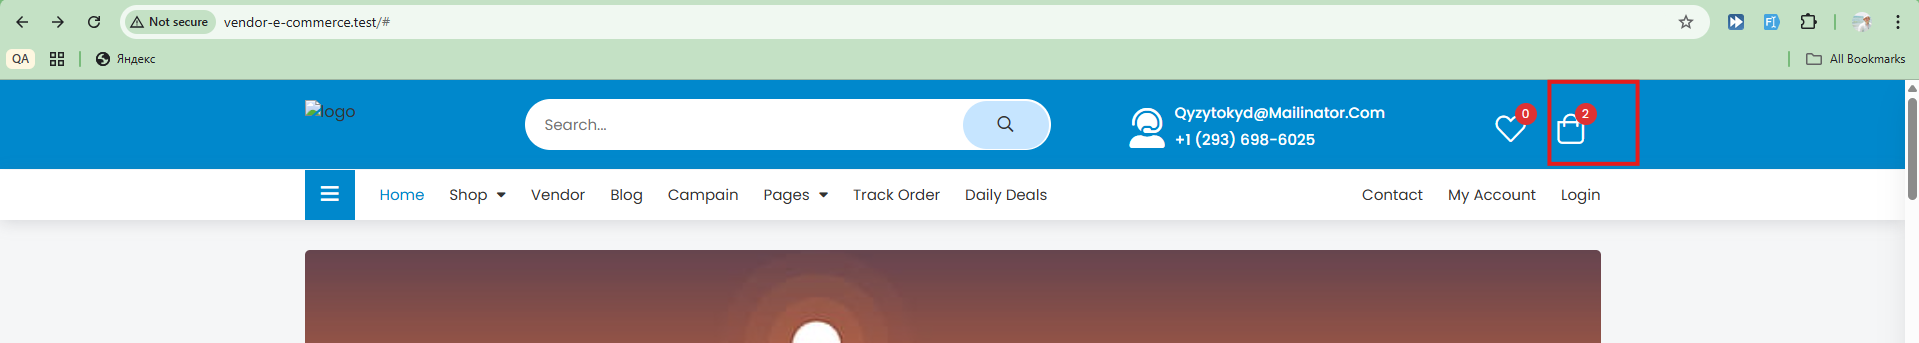 Not secure
vendor-e-commerce.test/#
QA
Яндекс
All Bookmarks
logo
Search...
Qyzytokyd@Mailinator.Com
+1 (293) 698-6025
0
2
Home Shop Vendor Blog Campain Pages Track Order Daily Deals Contact My Account Login